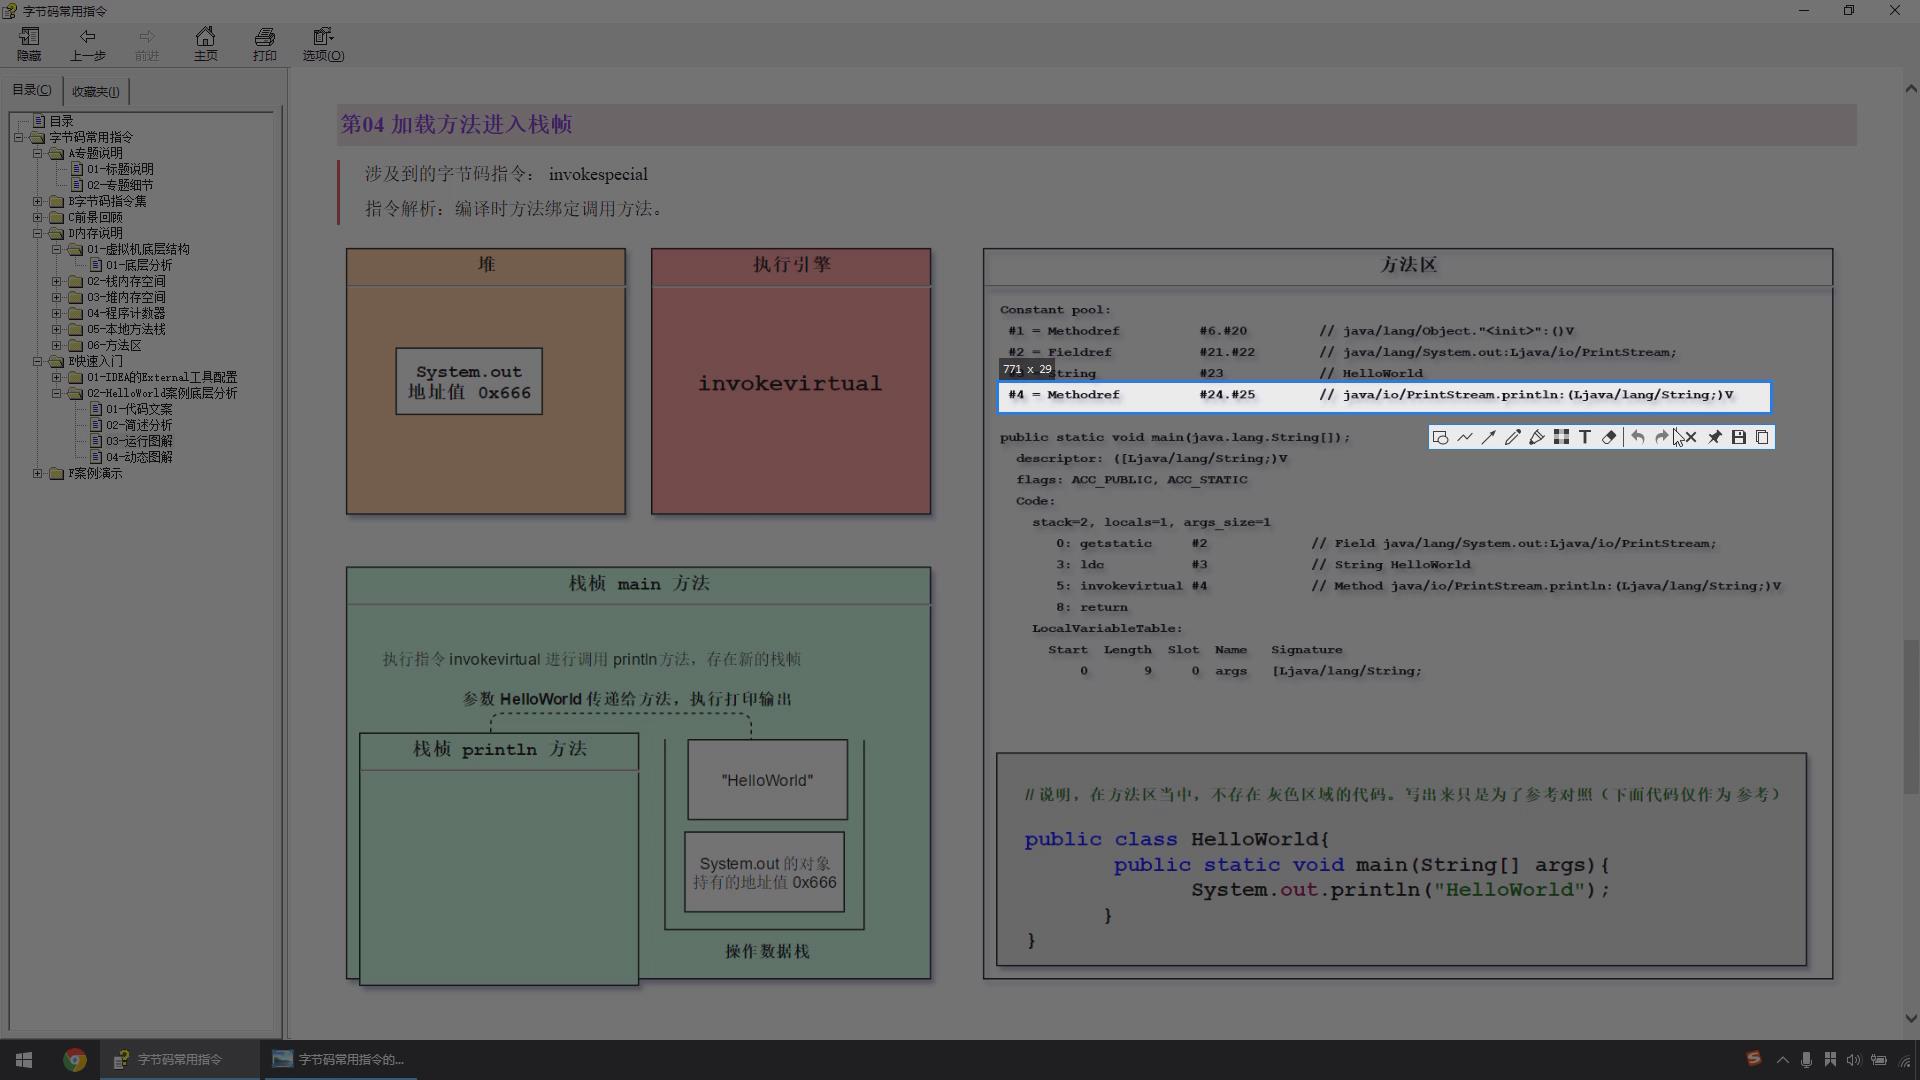 字节码常用指令
隐藏
上一步
前进
主页
打印
选项(O)
目录(C)
收藏夹(I)
目录
字节码常用指令
A专题说明
01-标题说明
02-专题细节
B字节码指令集
C前景回顾
D内存说明
01-虚拟机底层结构
01-底层分析
02-栈内存空间
03-堆内存空间
04-程序计数器
05-本地方法栈
06-方法区
E快速入门
01-IDEA的External工具配置
02-HelloWorld案例底层分析
01-代码文案
02-简述分析
03-运行图解
04-动态图解
F案例演示
第04 加载方法进入栈帧
涉及到的字节码指令： invokespecial
指令解析：编译时方法绑定调用方法。
堆
System.out
地址值 0x666
执行引擎
invokevirtual
栈桢 main 方法
执行指令 invokevirtual 进行调用 println方法，存在新的栈帧
参数 HelloWorld 传递给方法，执行打印输出
栈桢 println 方法
"HelloWorld"
System.out 的对象
持有的地址值 0x666
操作数据栈
方法区
Constant pool:
#1 = Methodref #6.#20 // java/lang/Object."<init>":()V
#2 = Fieldref #21.#22 // java/lang/System.out:Ljava/io/PrintStream;
771 x 29
String #23 // HelloWorld
#4 = Methodref #24.#25 // java/io/PrintStream.println:(Ljava/lang/String;)V
public static void main(java.lang.String[]);
descriptor: ([Ljava/lang/String;)V
flags: ACC_PUBLIC, ACC_STATIC
Code:
stack=2, locals=1, args_size=1
0: getstatic #2 // Field java/lang/System.out:Ljava/io/PrintStream;
3: ldc #3 // String HelloWorld
5: invokevirtual #4 // Method java/io/PrintStream.println:(Ljava/lang/String;)V
8: return
LocalVariableTable:
Start Length Slot Name Signature
0 9 0 args [Ljava/lang/String;
// 说明，在方法区当中，不存在 灰色区域的代码。写出来只是为了参考对照（下面代码仅作为 参考）
public class HelloWorld{
public static void main(String[] args){
System.out.println("HelloWorld");
}
}
字节码常用指令
字节码常用指令的...